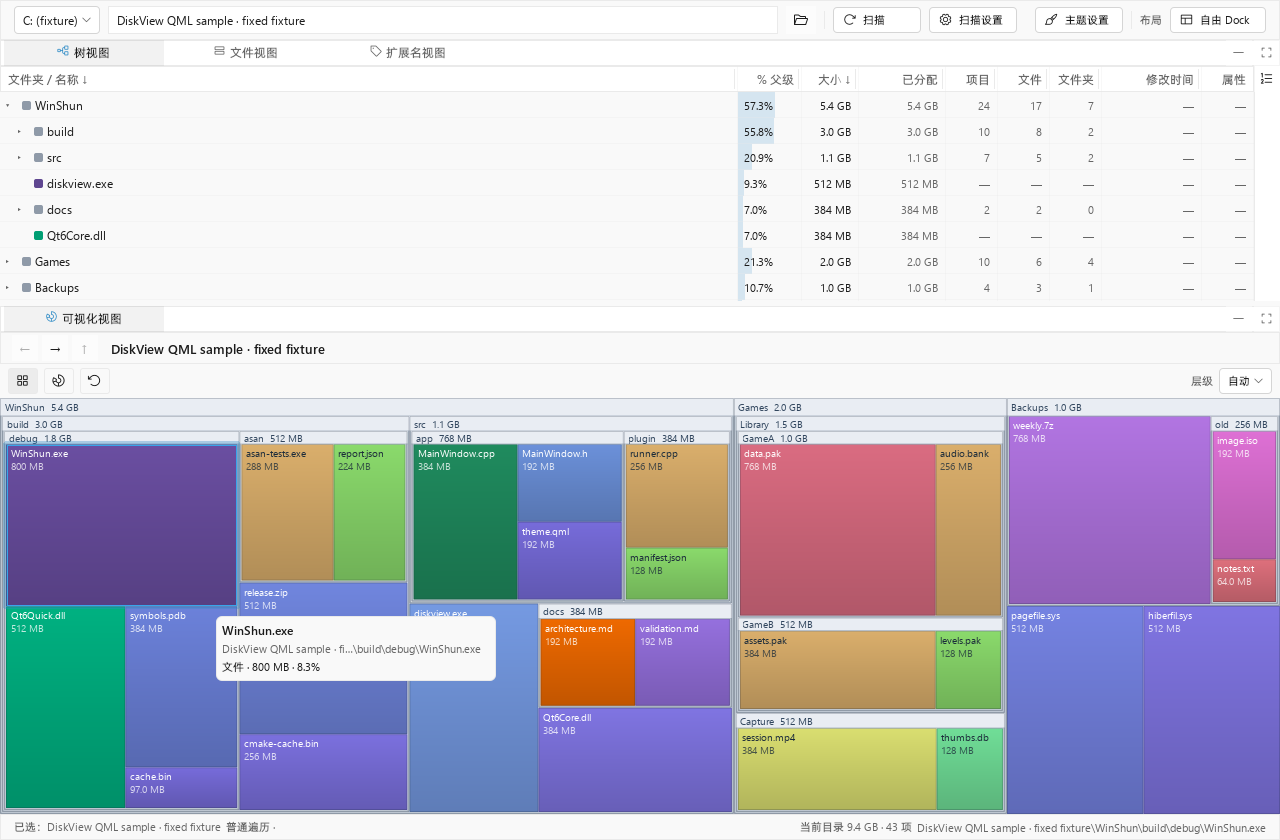 C: (fixture) DiskView QML sample · fixed fixture 扫描 扫描设置 主题设置 布局 自由 Dock
树视图 文件视图 扩展名视图
文件夹 / 名称 ↓ % 父级 大小 ↓ 已分配 项目 文件 文件夹 修改时间 属性
WinShun 57.3% 5.4 GB 5.4 GB 24 17 7 — —
build 55.8% 3.0 GB 3.0 GB 10 8 2 — —
src 20.9% 1.1 GB 1.1 GB 7 5 2 — —
diskview.exe 9.3% 512 MB 512 MB — — — — —
docs 7.0% 384 MB 384 MB 2 2 0 — —
Qt6Core.dll 7.0% 384 MB 384 MB — — — — —
Games 21.3% 2.0 GB 2.0 GB 10 6 4 — —
Backups 10.7% 1.0 GB 1.0 GB 4 3 1 — —
可视化视图
← → ↑ DiskView QML sample · fixed fixture
层级 自动
WinShun 5.4 GB
build 3.0 GB
debug 1.8 GB
WinShun.exe
800 MB
Qt6Quick.dll
512 MB
symbols.pdb
384 MB
cache.bin
97.0 MB
asan 512 MB
asan-tests.exe
288 MB
report.json
224 MB
release.zip
512 MB
cmake-cache.bin
256 MB
src 1.1 GB
app 768 MB
MainWindow.cpp
384 MB
MainWindow.h
192 MB
theme.qml
192 MB
plugin 384 MB
runner.cpp
256 MB
manifest.json
128 MB
diskview.exe
docs 384 MB
architecture.md
192 MB
validation.md
192 MB
Qt6Core.dll
384 MB
WinShun.exe
DiskView QML sample · fi...\build\debug\WinShun.exe
文件 · 800 MB · 8.3%
Games 2.0 GB
Library 1.5 GB
GameA 1.0 GB
data.pak
768 MB
audio.bank
256 MB
GameB 512 MB
assets.pak
384 MB
levels.pak
128 MB
Capture 512 MB
session.mp4
384 MB
thumbs.db
128 MB
Backups 1.0 GB
weekly.7z
768 MB
old 256 MB
image.iso
192 MB
notes.txt
64.0 MB
pagefile.sys
512 MB
hiberfil.sys
512 MB
已选: DiskView QML sample · fixed fixture 普通遍历 · 当前目录 9.4 GB · 43 项 DiskView QML sample · fixed fixture\WinShun\build\debug\WinShun.exe